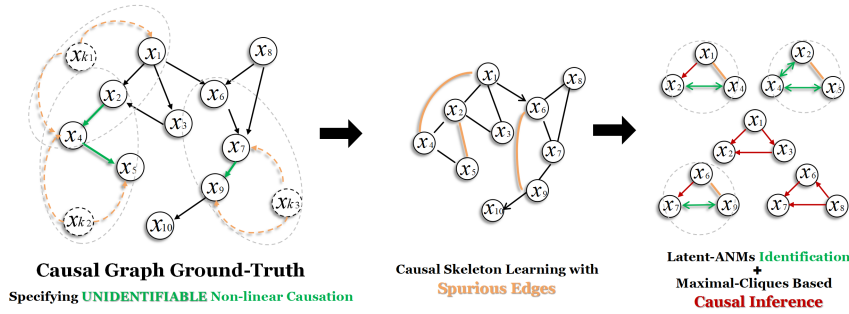 x1
x8
xk1
x2
x6
x3
x4
x7
x5
x9
xk2
xk3
x10
Causal Graph Ground-Truth
Specifying UNIDENTIFIABLE Non-linear Causation
x1
x8
x2
x6
x3
x4
x7
x5
x9
x10
Causal Skeleton Learning with
Spurious Edges
x1
x2
x4
x2
x4
x5
x1
x2
x3
x6
x7
x9
x6
x7
x8
Latent-ANMs Identification
+
Maximal-Cliques Based
Causal Inference